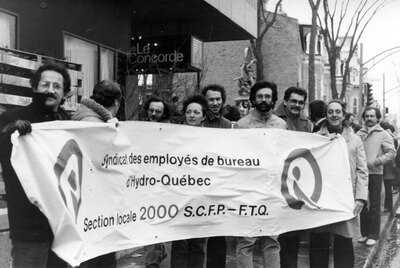 Le
Concorde
Syndicat des employés de bureau
d'Hydro-Québec
Section locale 2000 S.C.F.P. - F.T.Q.